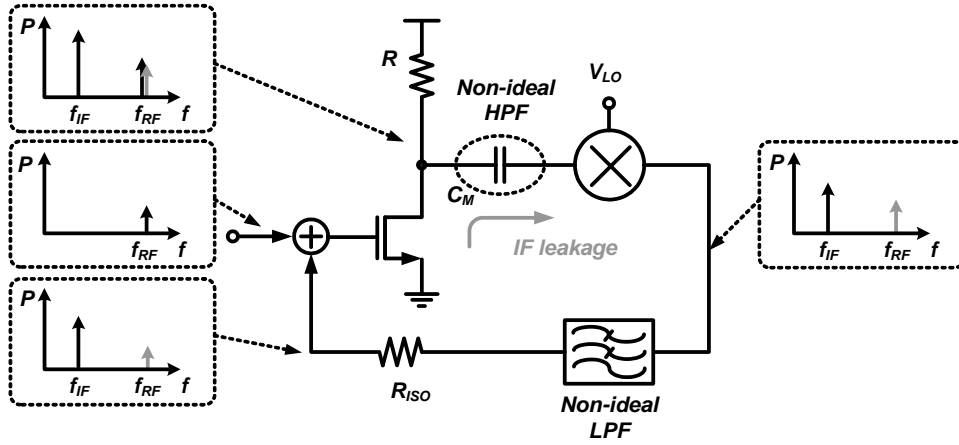 P
f_IF
f_RF
f
P
f_RF
f
P
f_IF
f_RF
f
R
Non-ideal
HPF
C_M
V_LO
IF leakage
R_ISO
Non-ideal
LPF
P
f_IF
f_RF
f